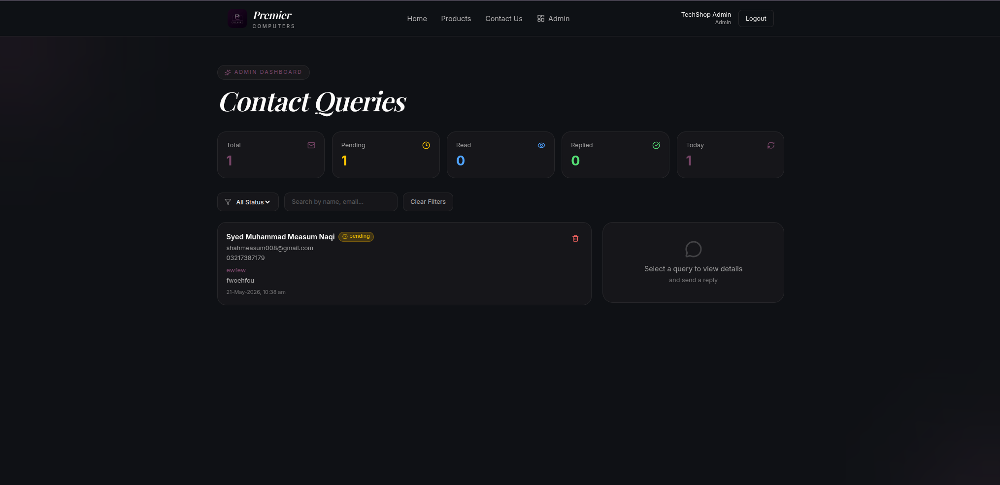 Premier
COMPUTERS
Home
Products
Contact Us
Admin
TechShop Admin
Admin
Logout
ADMIN DASHBOARD
Contact Queries
Total
1
Pending
1
Read
0
Replied
0
Today
1
All Status
Search by name, email...
Clear Filters
Syed Muhammad Measum Naqi
pending
shahmeasum008@gmail.com
03217387179
ewfew
fwoehfou
21-May-2026, 10:38 am
Select a query to view details
and send a reply